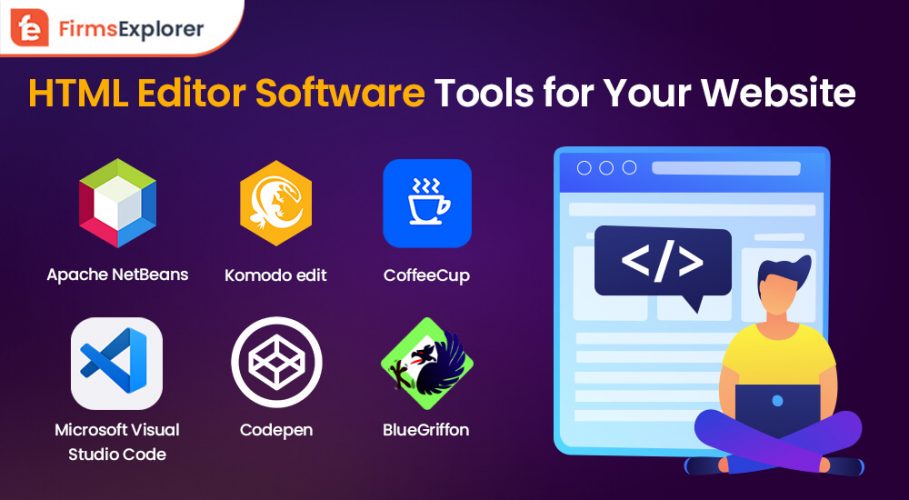 FirmsExplorer
HTML Editor Software Tools for Your Website
Apache NetBeans
Komodo edit
CoffeeCup
</>
Microsoft Visual
Studio Code
Codepen
BlueGriffon